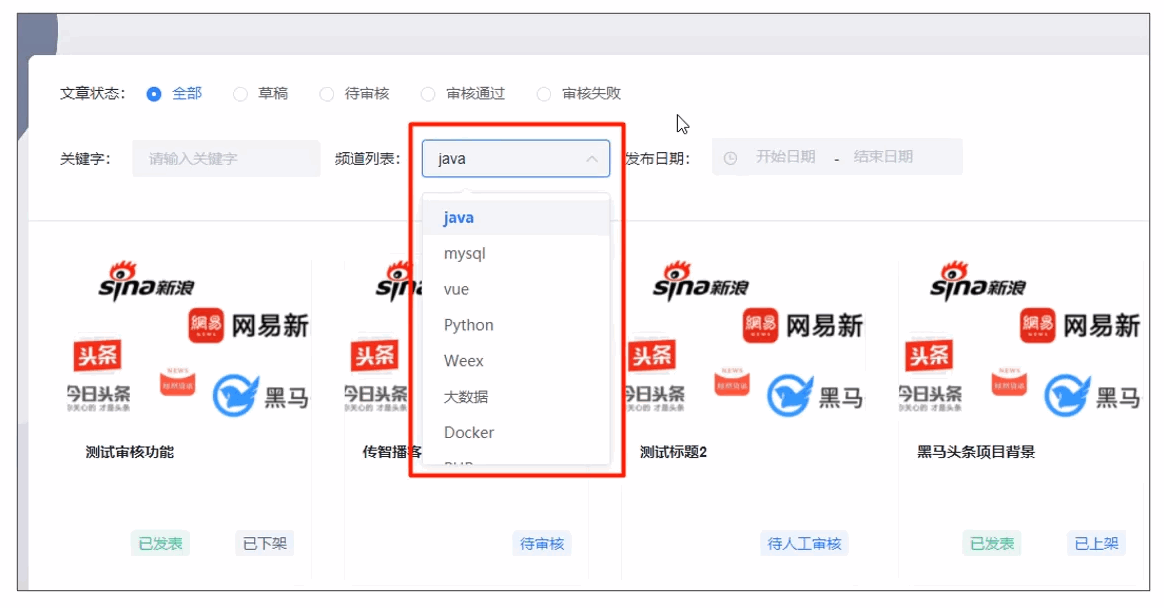 文章状态： 全部 草稿 待审核 审核通过 审核失败
关键字： 请输入关键字 频道列表： java 发布日期： 开始日期 - 结束日期
java
mysql
vue
Python
Weex
大数据
Docker
sina新浪 sina新浪 sina新浪
網易 NEWS 网易新 網易 NEWS 网易新 網易 NEWS 网易新
头条 头条 头条 头条
NEWS NEWS NEWS
今日头条 黑马 今日头条 今日头条 黑马 今日头条 黑马
测试审核功能 传智播客 测试标题2 黑马头条项目背景
已发表 已下架 待审核 待人工审核 已发表 已上架